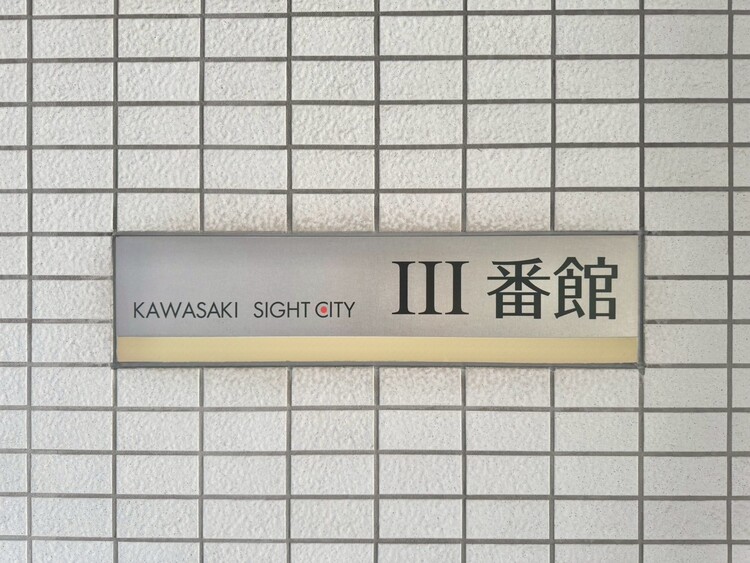 KAWASAKI SIGHT CITY III 番館